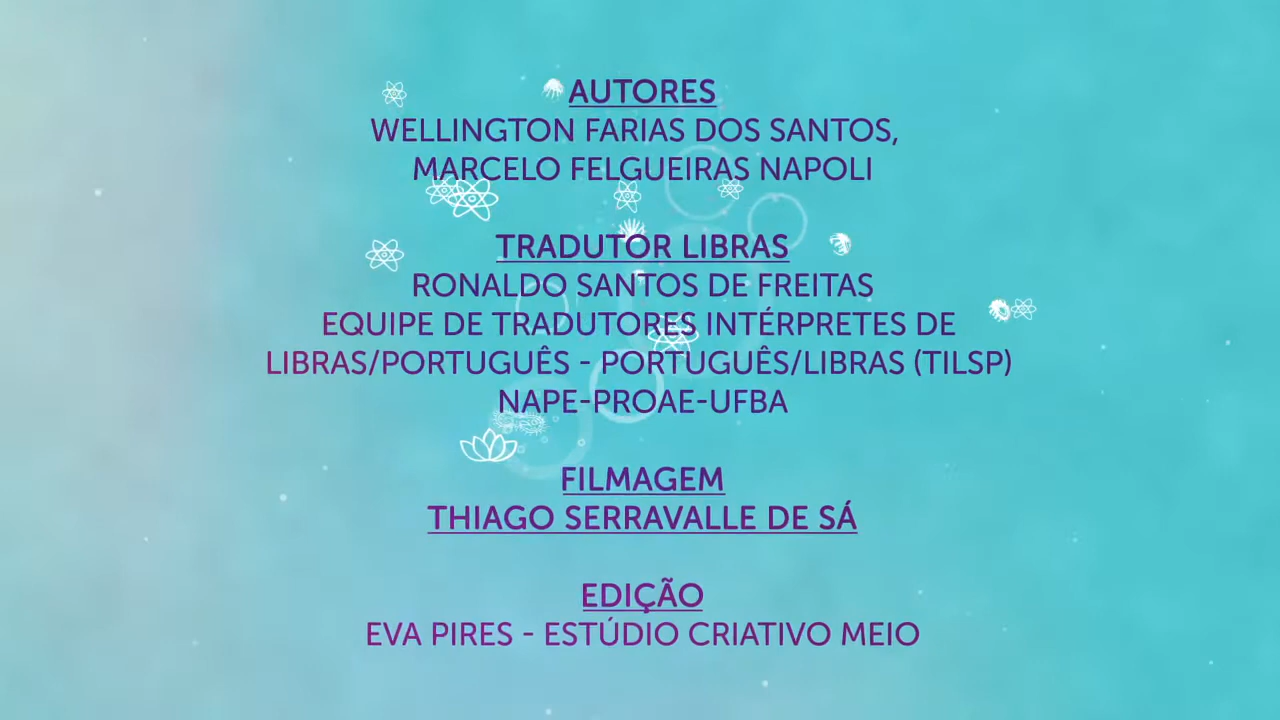 AUTORES
WELLINGTON FARIAS DOS SANTOS,
MARCELO FELGUEIRAS NAPOLI
TRADUTOR LIBRAS
RONALDO SANTOS DE FREITAS
EQUIPE DE TRADUTORES INTÉRPRETES DE
LIBRAS/PORTUGUÊS - PORTUGUÊS/LIBRAS (TILSP)
NAPE-PROAE-UFBA
FILMAGEM
THIAGO SERRAVALLE DE SÁ
EDIÇÃO
EVA PIRES - ESTÚDIO CRIATIVO MEIO